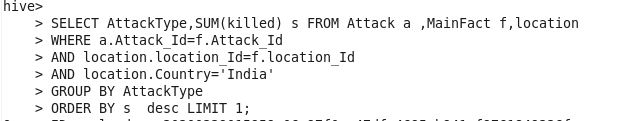 hive>
> SELECT AttackType,SUM(killed) s FROM Attack a ,MainFact f,location
> WHERE a.Attack_Id=f.Attack_Id
> AND location.location_Id=f.location_Id
> AND location.Country='India'
> GROUP BY AttackType
> ORDER BY s  desc LIMIT 1;